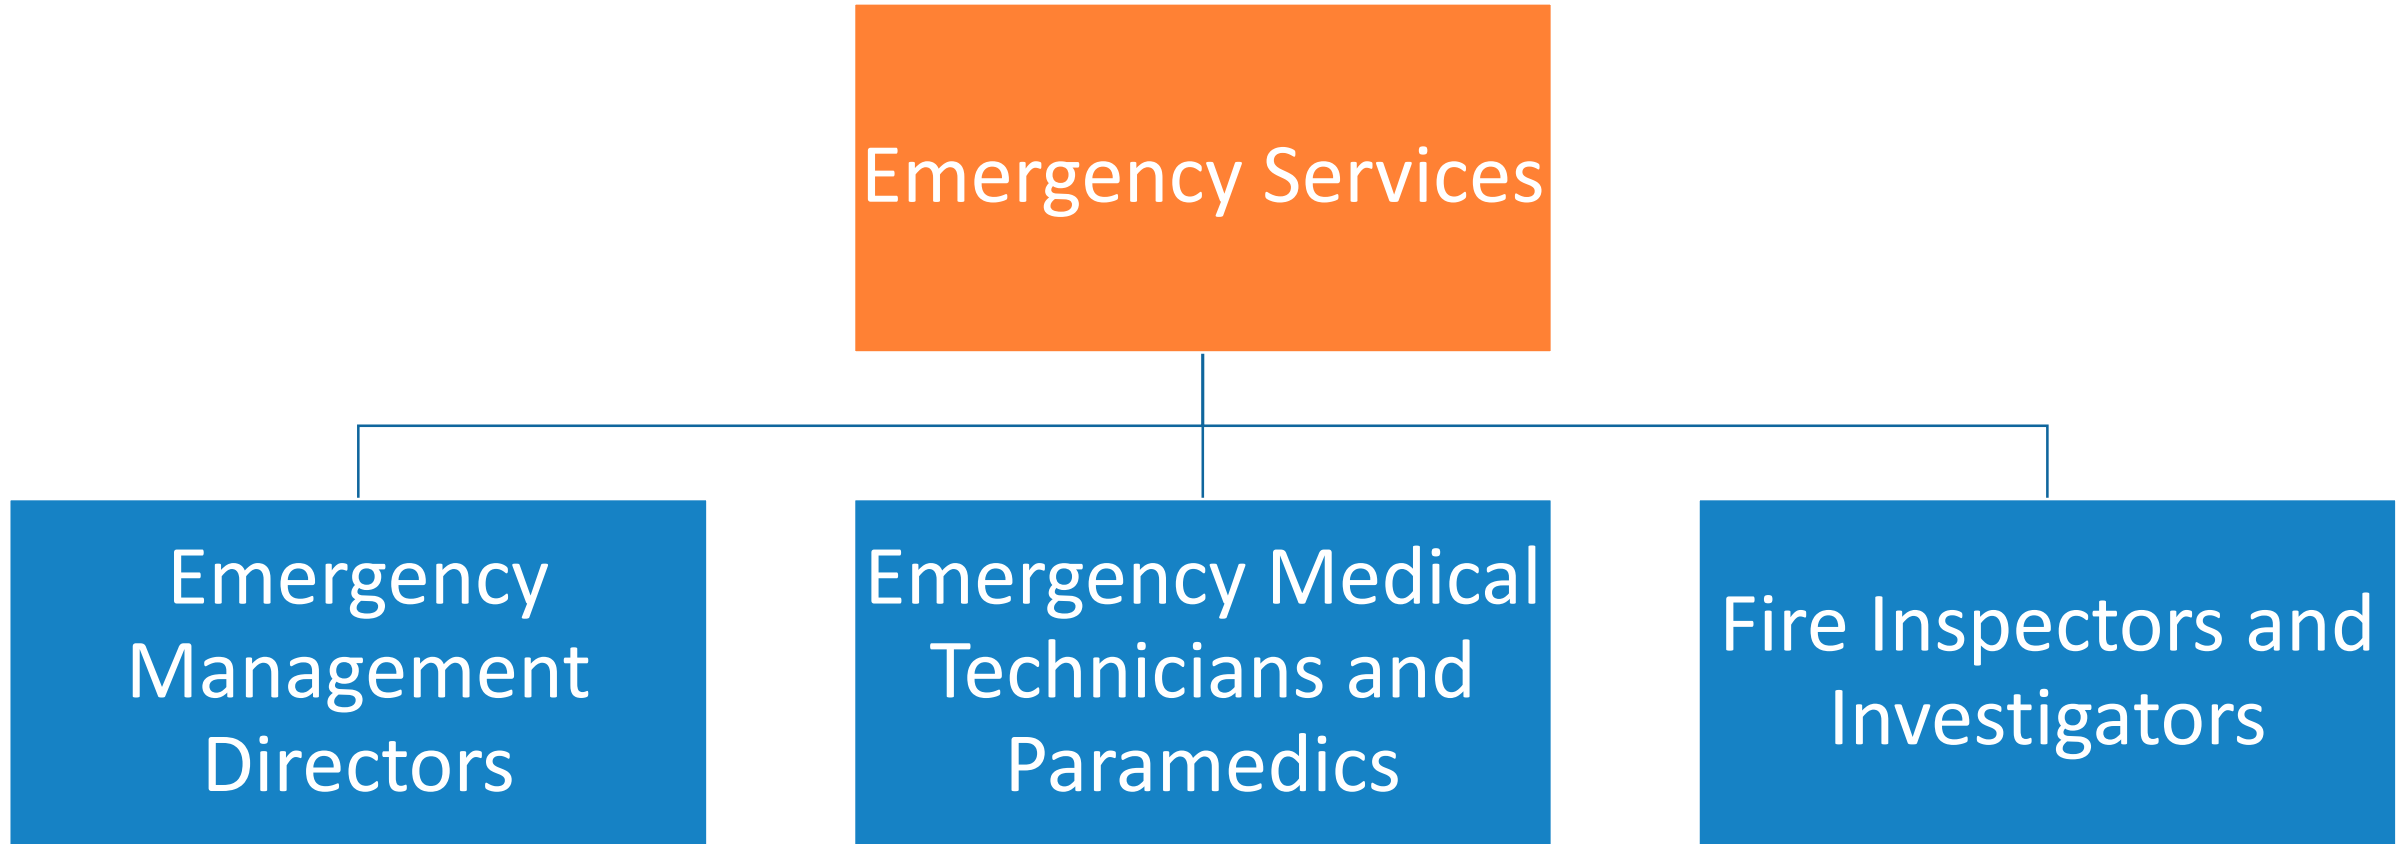 Emergency Services
Emergency
Management
Directors
Emergency Medical
Technicians and
Paramedics
Fire Inspectors and
Investigators